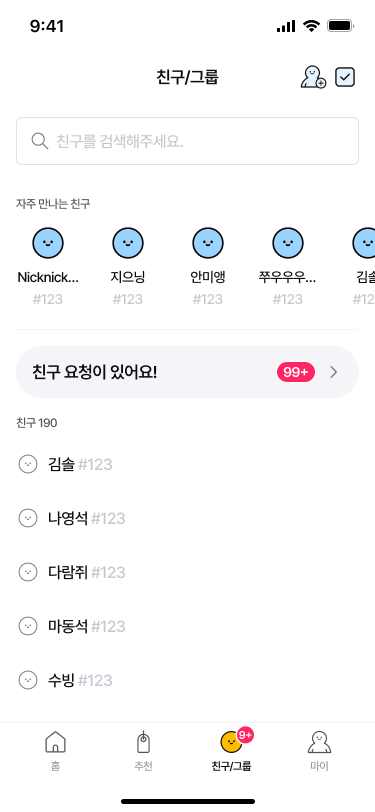 9:41
친구/그룹
친구를 검색해주세요.
자주 만나는 친구
Nicknick... 지으닝 안미앵 쭈우우우... 김솔
#123 #123 #123 #123 #12
친구 요청이 있어요! 99+
친구 190
김솔 #123
나영석 #123
다람쥐 #123
마동석 #123
수빙 #123
9+
홈 추천 친구/그룹 마이